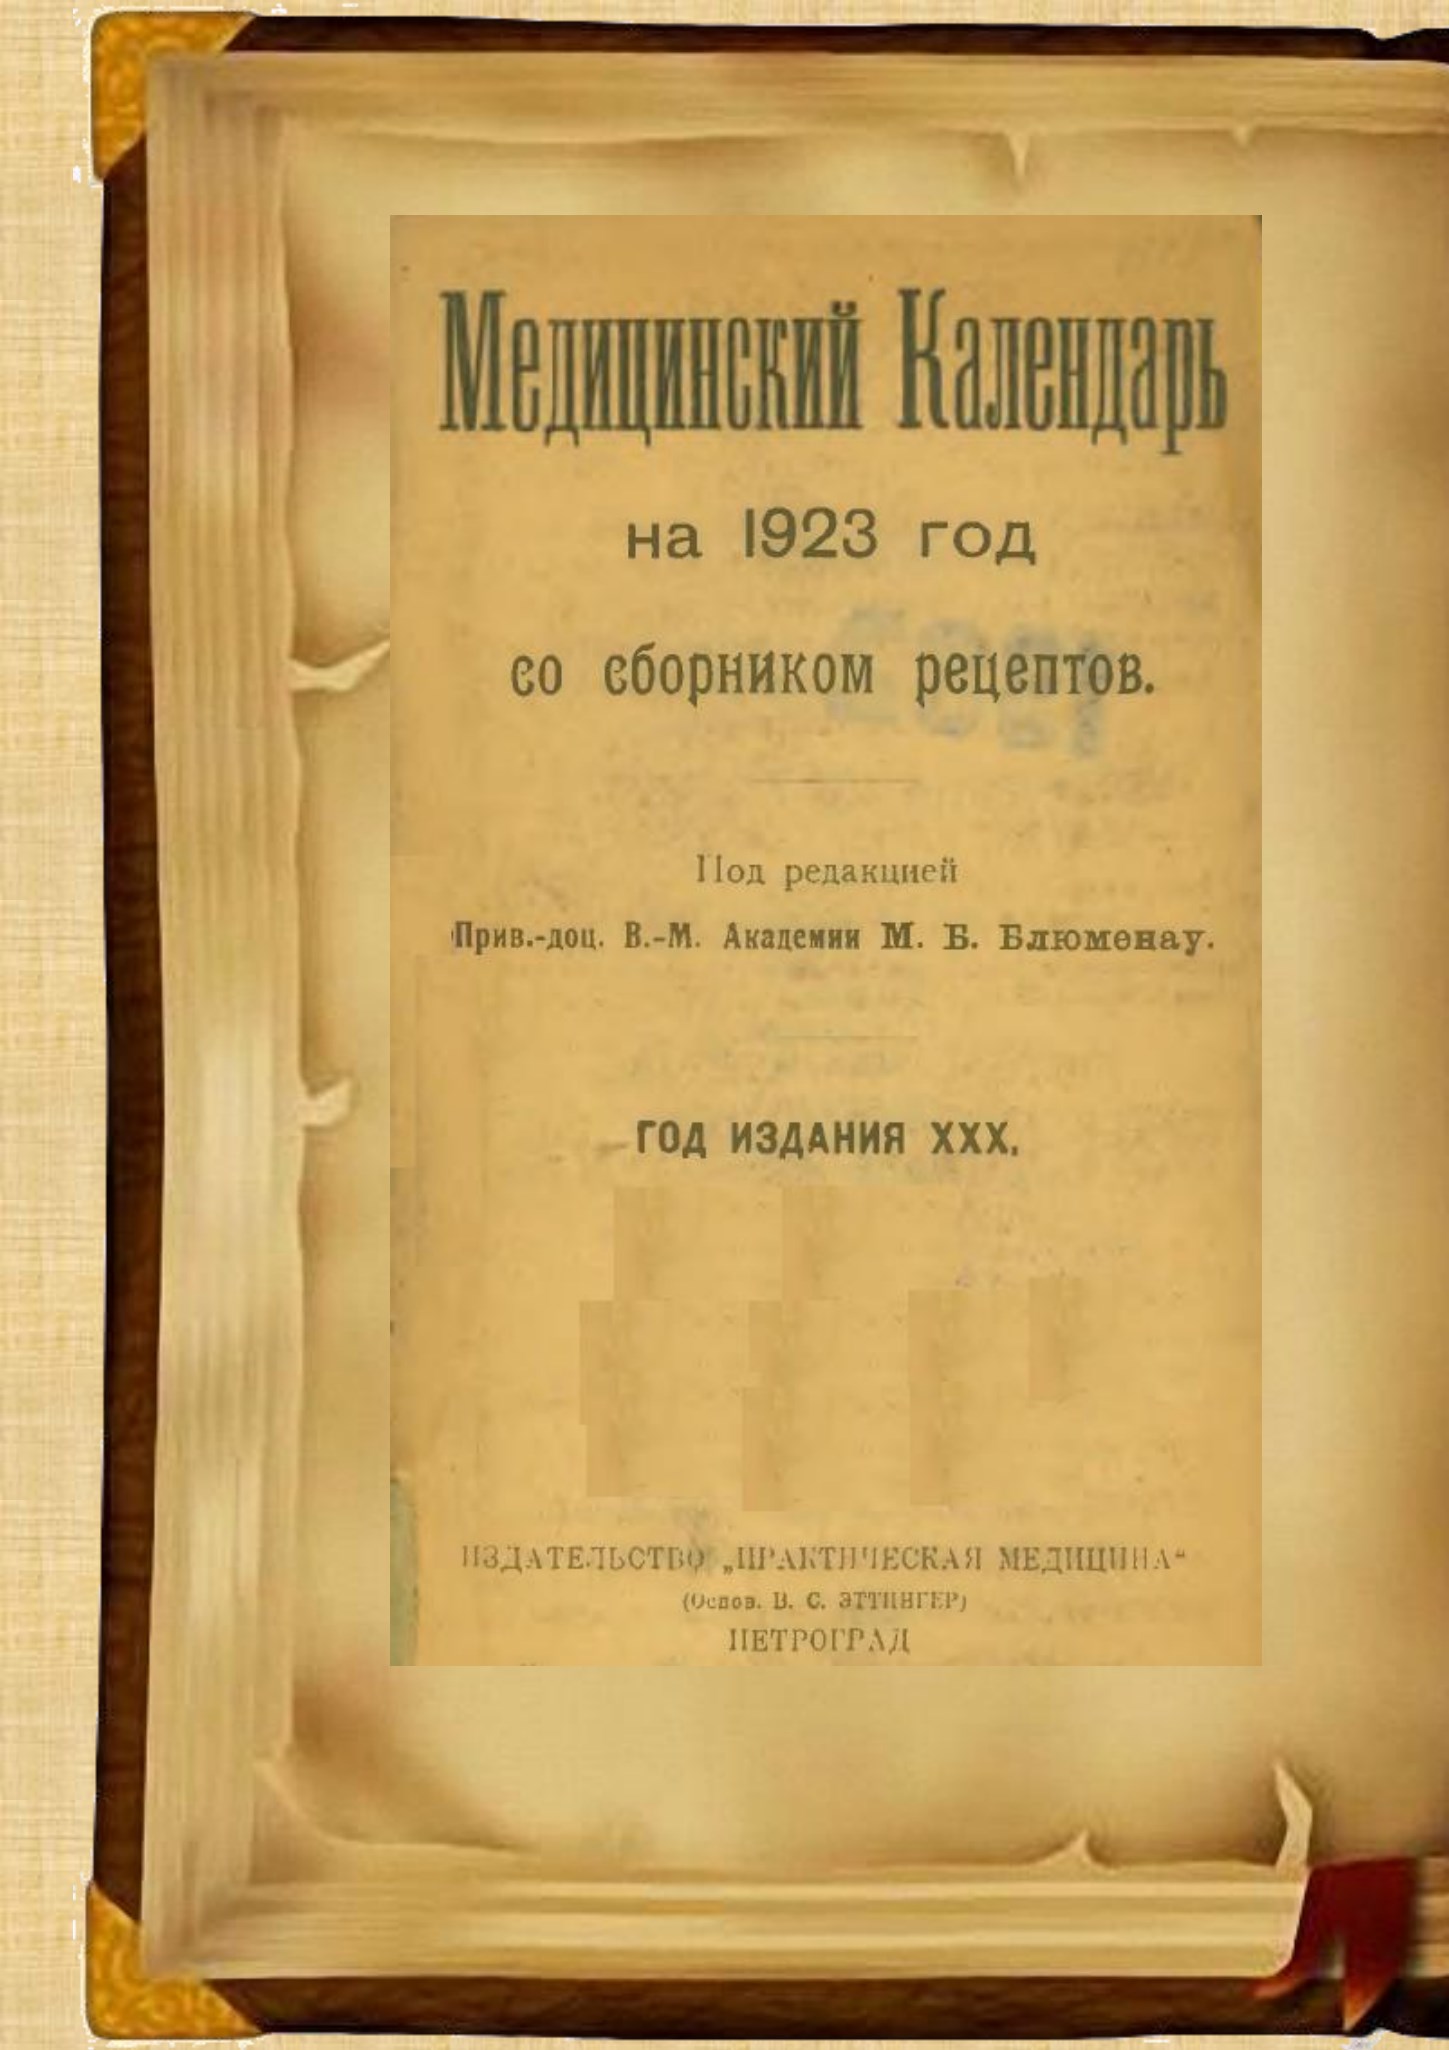 Медицинский Календарь
на 1923 год
со сборником рецептов.
Под редакцией
Прив.-доц. В.-М. Академии М. Б. Блюменау.
ГОД ИЗДАНИЯ XXX.
ИЗДАТЕЛЬСТВО „ПРАКТИЧЕСКАЯ МЕДИЦИНА“
(Основ. В. С. ЭТТИНГЕР)
ПЕТРОГРАД